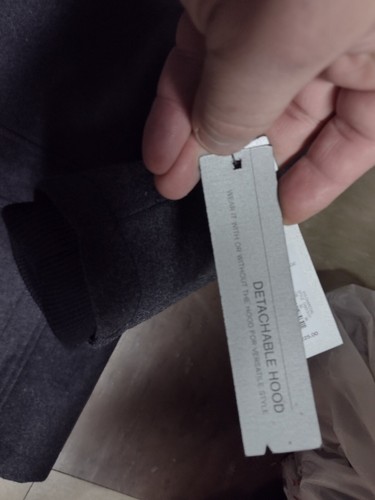 DETACHABLE HOOD
WEAR IT WITH OR WITHOUT THE HOOD FOR VERSATILE STYLE